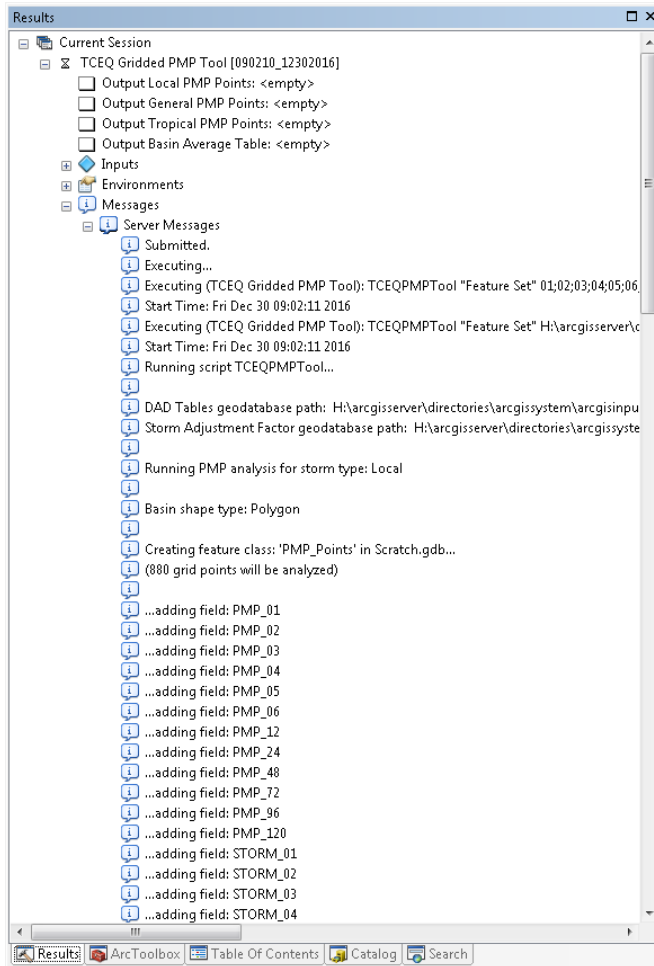 Results
Current Session
TCEQ Gridded PMP Tool [090210_12302016]
Output Local PMP Points: <empty>
Output General PMP Points: <empty>
Output Tropical PMP Points: <empty>
Output Basin Average Table: <empty>
Inputs
Environments
Messages
Server Messages
Submitted.
Executing...
Executing (TCEQ Gridded PMP Tool): TCEQPMPTool "Feature Set" 01;02;03;04;05;06
Start Time: Fri Dec 30 09:02:11 2016
Executing (TCEQ Gridded PMP Tool): TCEQPMPTool "Feature Set" H:\arcgisserver\
Start Time: Fri Dec 30 09:02:11 2016
Running script TCEQPMPTool...
DAD Tables geodatabase path: H:\arcgisserver\directories\arcgissystem\arcgisinpu
Storm Adjustment Factor geodatabase path: H:\arcgisserver\directories\arcgissyste
Running PMP analysis for storm type: Local
Basin shape type: Polygon
Creating feature class: 'PMP_Points' in Scratch.gdb...
(880 grid points will be analyzed)
...adding field: PMP_01
...adding field: PMP_02
...adding field: PMP_03
...adding field: PMP_04
...adding field: PMP_05
...adding field: PMP_06
...adding field: PMP_12
...adding field: PMP_24
...adding field: PMP_48
...adding field: PMP_72
...adding field: PMP_96
...adding field: PMP_120
...adding field: STORM_01
...adding field: STORM_02
...adding field: STORM_03
...adding field: STORM_04
Results ArcToolbox Table Of Contents Catalog Search